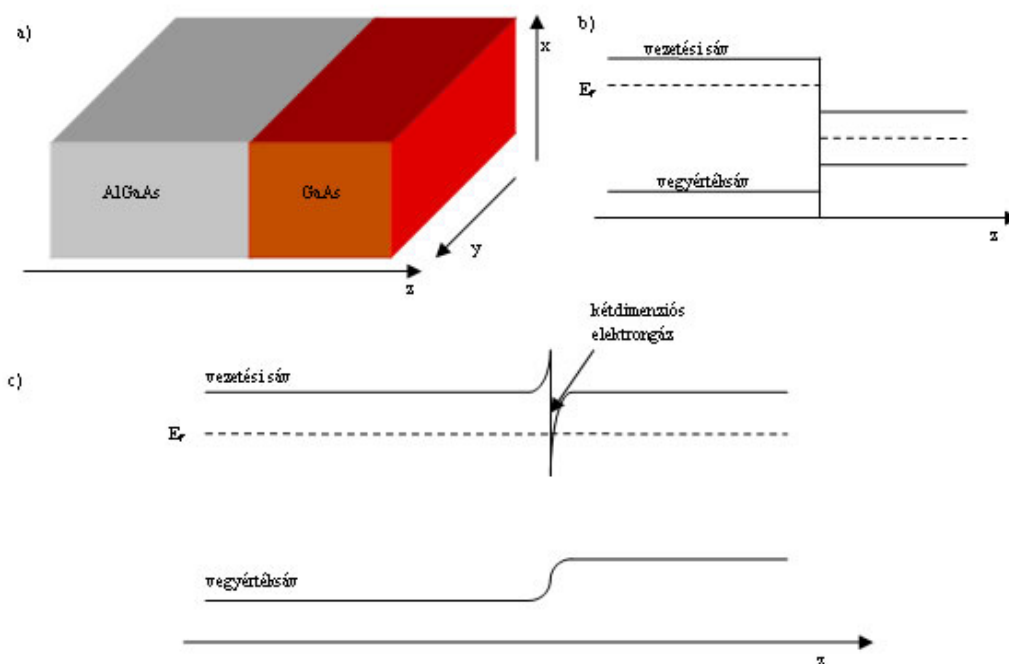 a)
x
AlGaAs
GaAs
y
z
b)
vezetési sáv
E_F
vegyértéksáv
z
kétdimenziós
elektrongáz
c)
vezetési sáv
E_F
vegyértéksáv
z